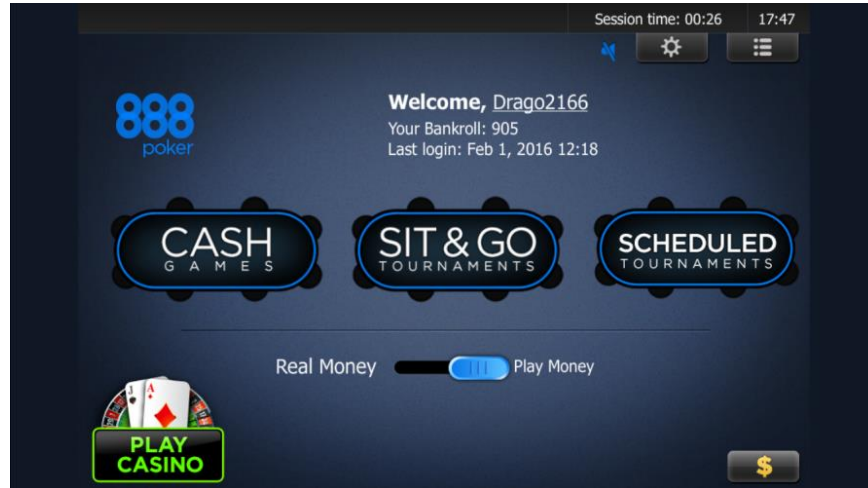 Session time: 00:26 17:47
888
888
poker
Welcome, Drago2166
Your Bankroll: 905
Last login: Feb 1, 2016 12:18
CASH
GAMES
SIT & GO
TOURNAMENTS
SCHEDULED
TOURNAMENTS
Real Money Play Money
J A
PLAY
CASINO
$